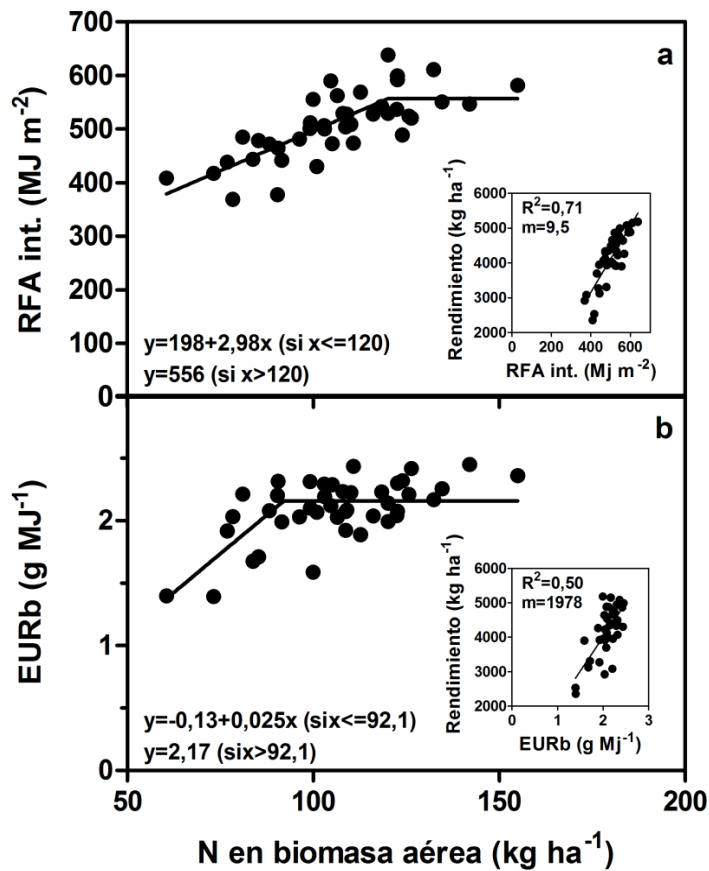 a
700
600
500
400
300
200
100
0
RFA int. (MJ m⁻²)
y=198+2,98x (si x<=120)
y=556 (si x>120)
R²=0,71
m=9,5
6000
5000
4000
3000
2000
Rendimiento (kg ha⁻¹)
0 200 400 600
RFA int. (Mj m⁻²)
b
2
1
0
EURb (g MJ⁻¹)
y=-0,13+0,025x (six<=92,1)
y=2,17 (six>92,1)
R²=0,50
m=1978
6000
5000
4000
3000
2000
Rendimiento (kg ha⁻¹)
0 1 2 3
EURb (g Mj⁻¹)
50 100 150 200
N en biomasa aérea (kg ha⁻¹)